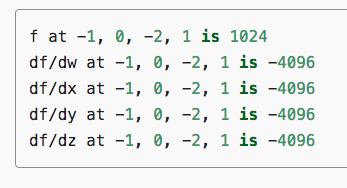 f at -1, 0, -2, 1 is 1024
df/dw at -1, 0, -2, 1 is -4096
df/dx at -1, 0, -2, 1 is -4096
df/dy at -1, 0, -2, 1 is -4096
df/dz at -1, 0, -2, 1 is -4096